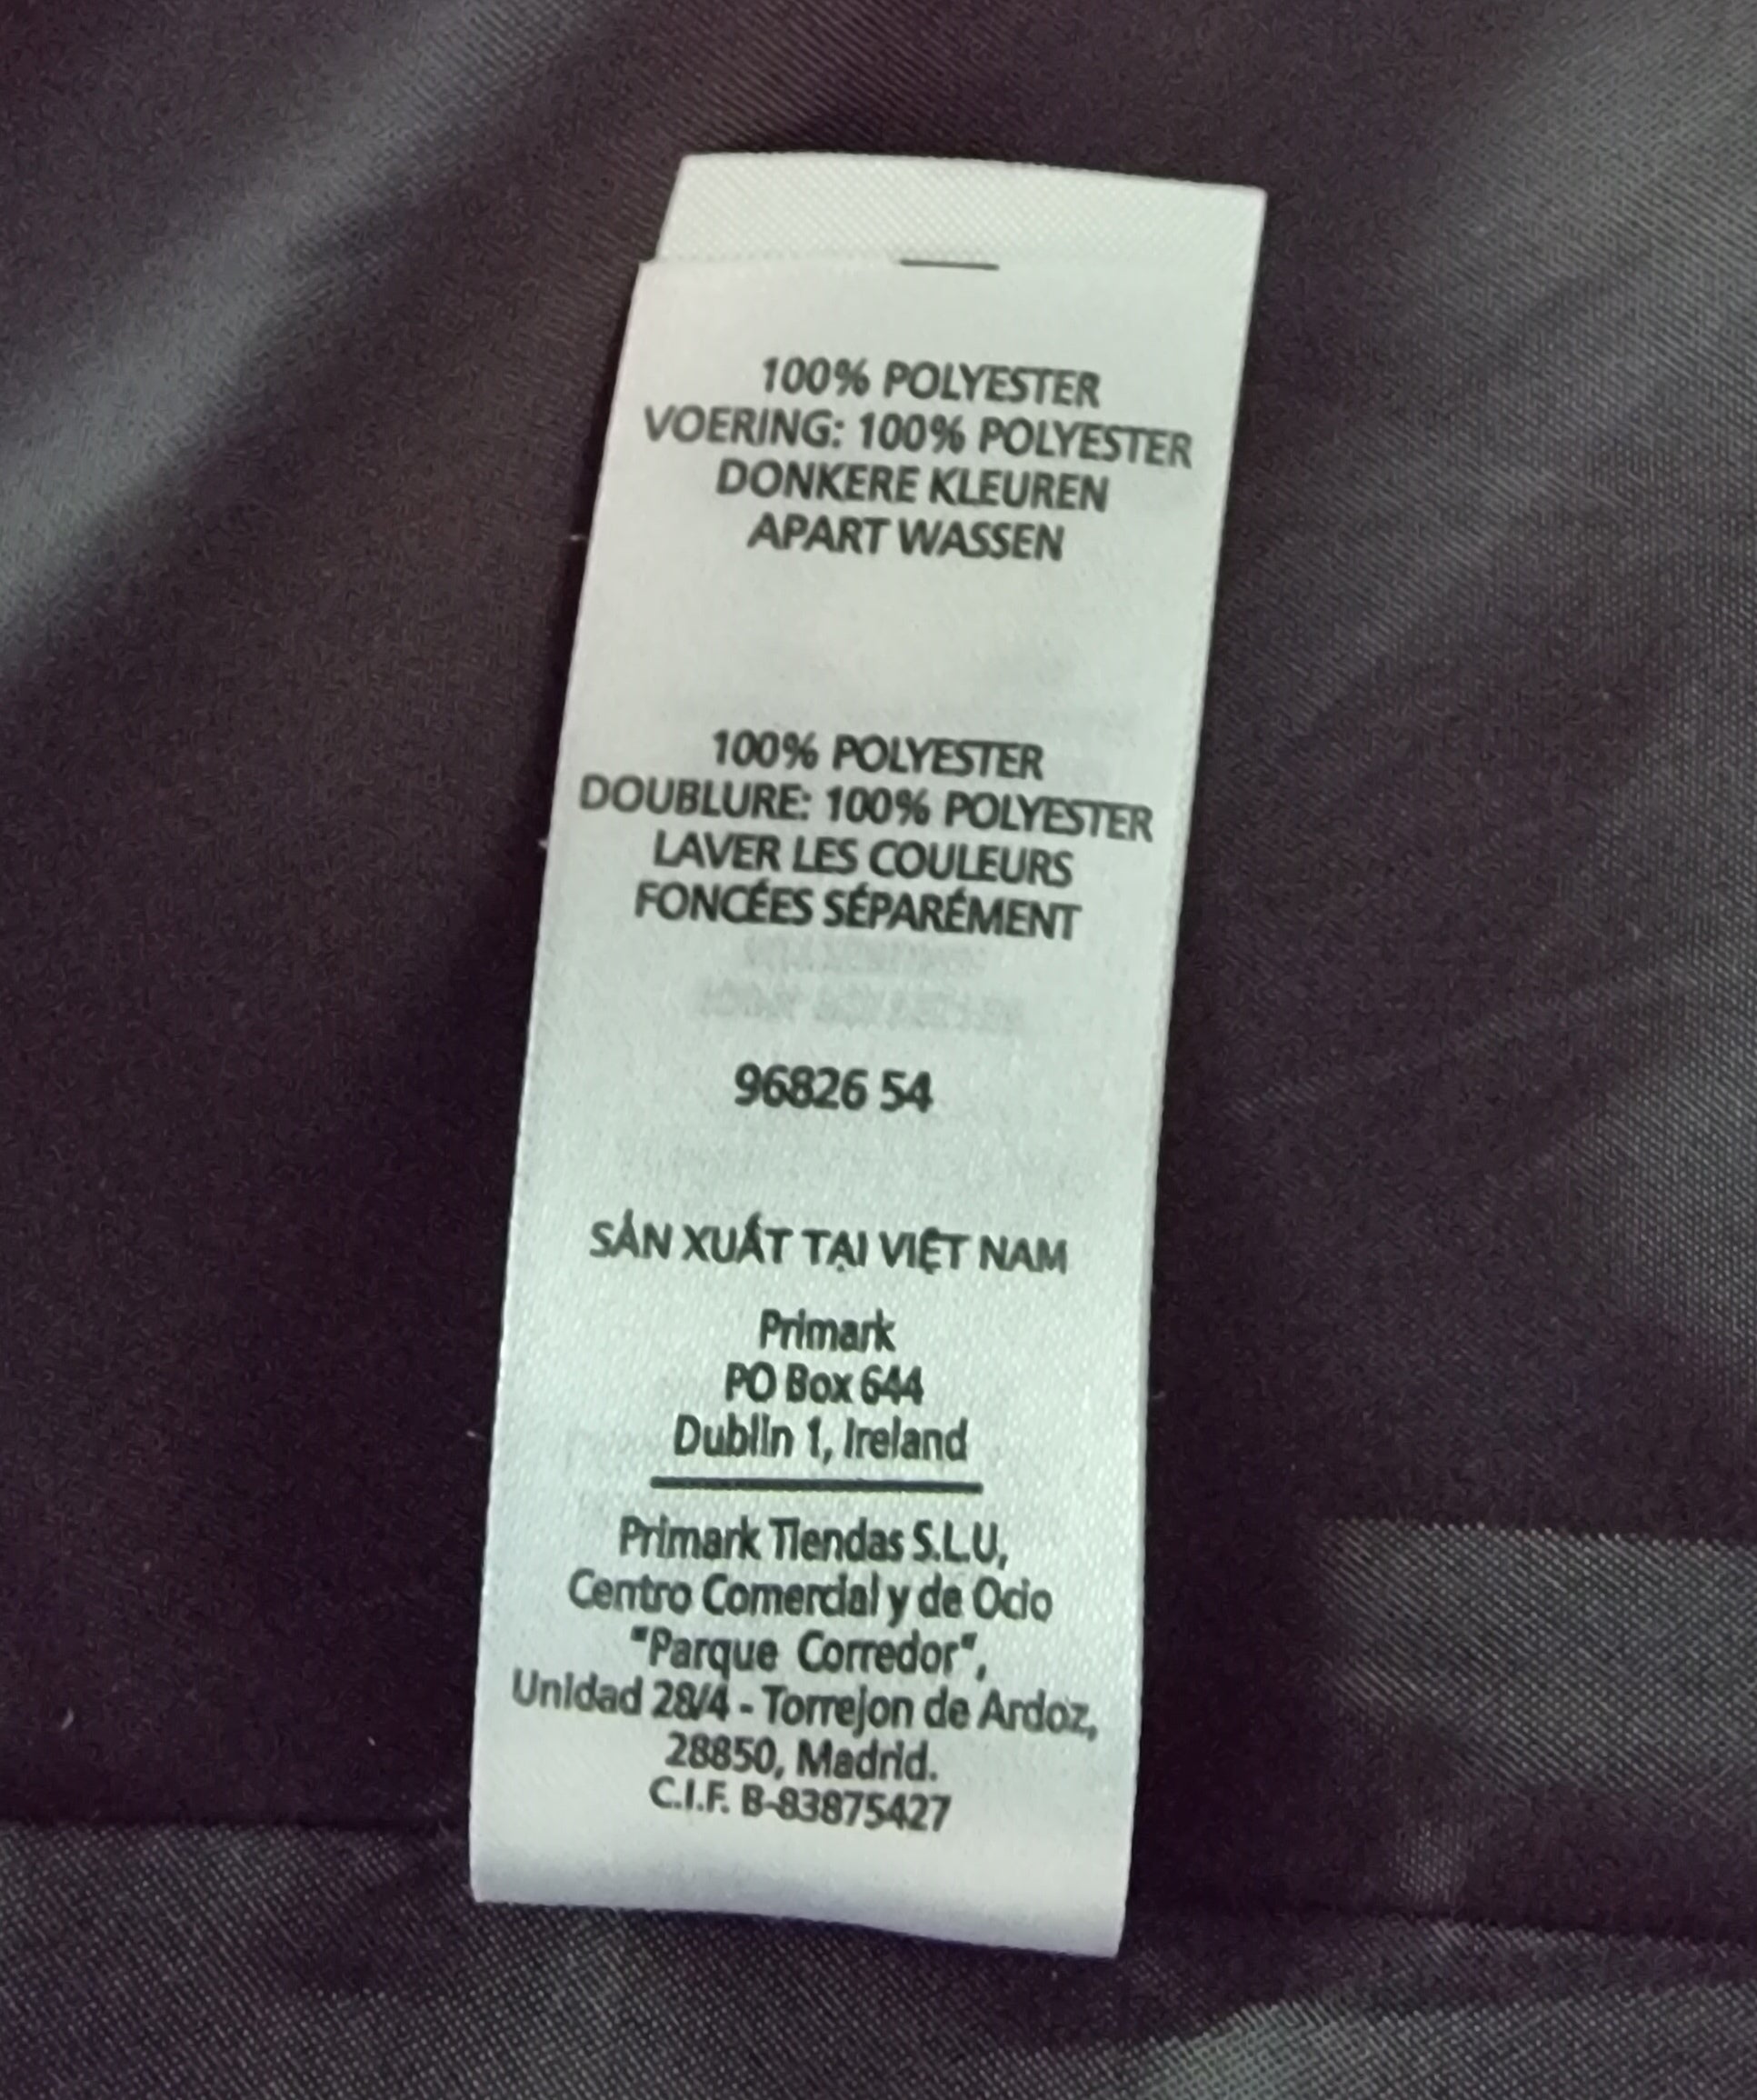 100% POLYESTER
VOERING: 100% POLYESTER
DONKERE KLEUREN
APART WASSEN
100% POLYESTER
DOUBLURE: 100% POLYESTER
LAVER LES COULEURS
FONCÉES SÉPARÉMENT
96826 54
SẢN XUẤT TẠI VIỆT NAM
Primark
PO Box 644
Dublin 1, Ireland
Primark Tiendas S.L.U,
Centro Comercial y de Ocio
"Parque Corredor",
Unidad 28/4 - Torrejon de Ardoz,
28850, Madrid.
C.I.F. B-83875427